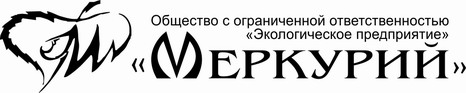 Общество с ограниченной ответственностью
«Экологическое предприятие»
«МЕРКУРИЙ»